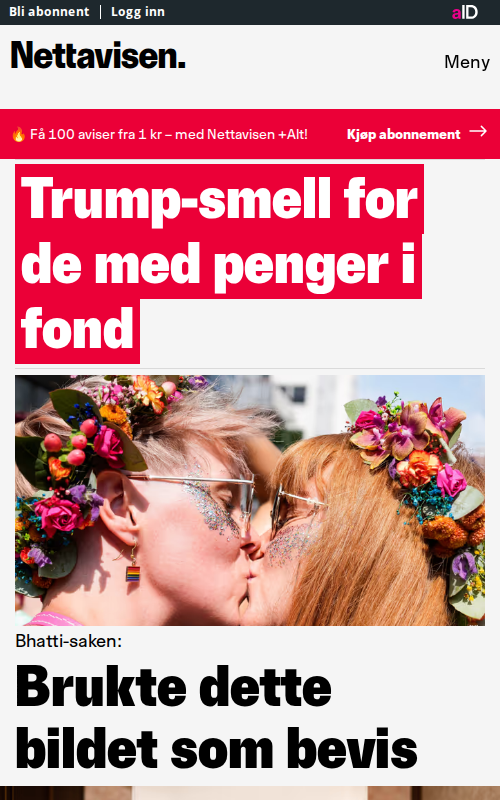 Bli abonnent | Logg inn
aID
Nettavisen.
Meny
🔥 Få 100 aviser fra 1 kr – med Nettavisen +Alt!
Kjøp abonnement →
Trump-smell for
de med penger i
fond
Bhatti-saken:
Brukte dette
bildet som bevis